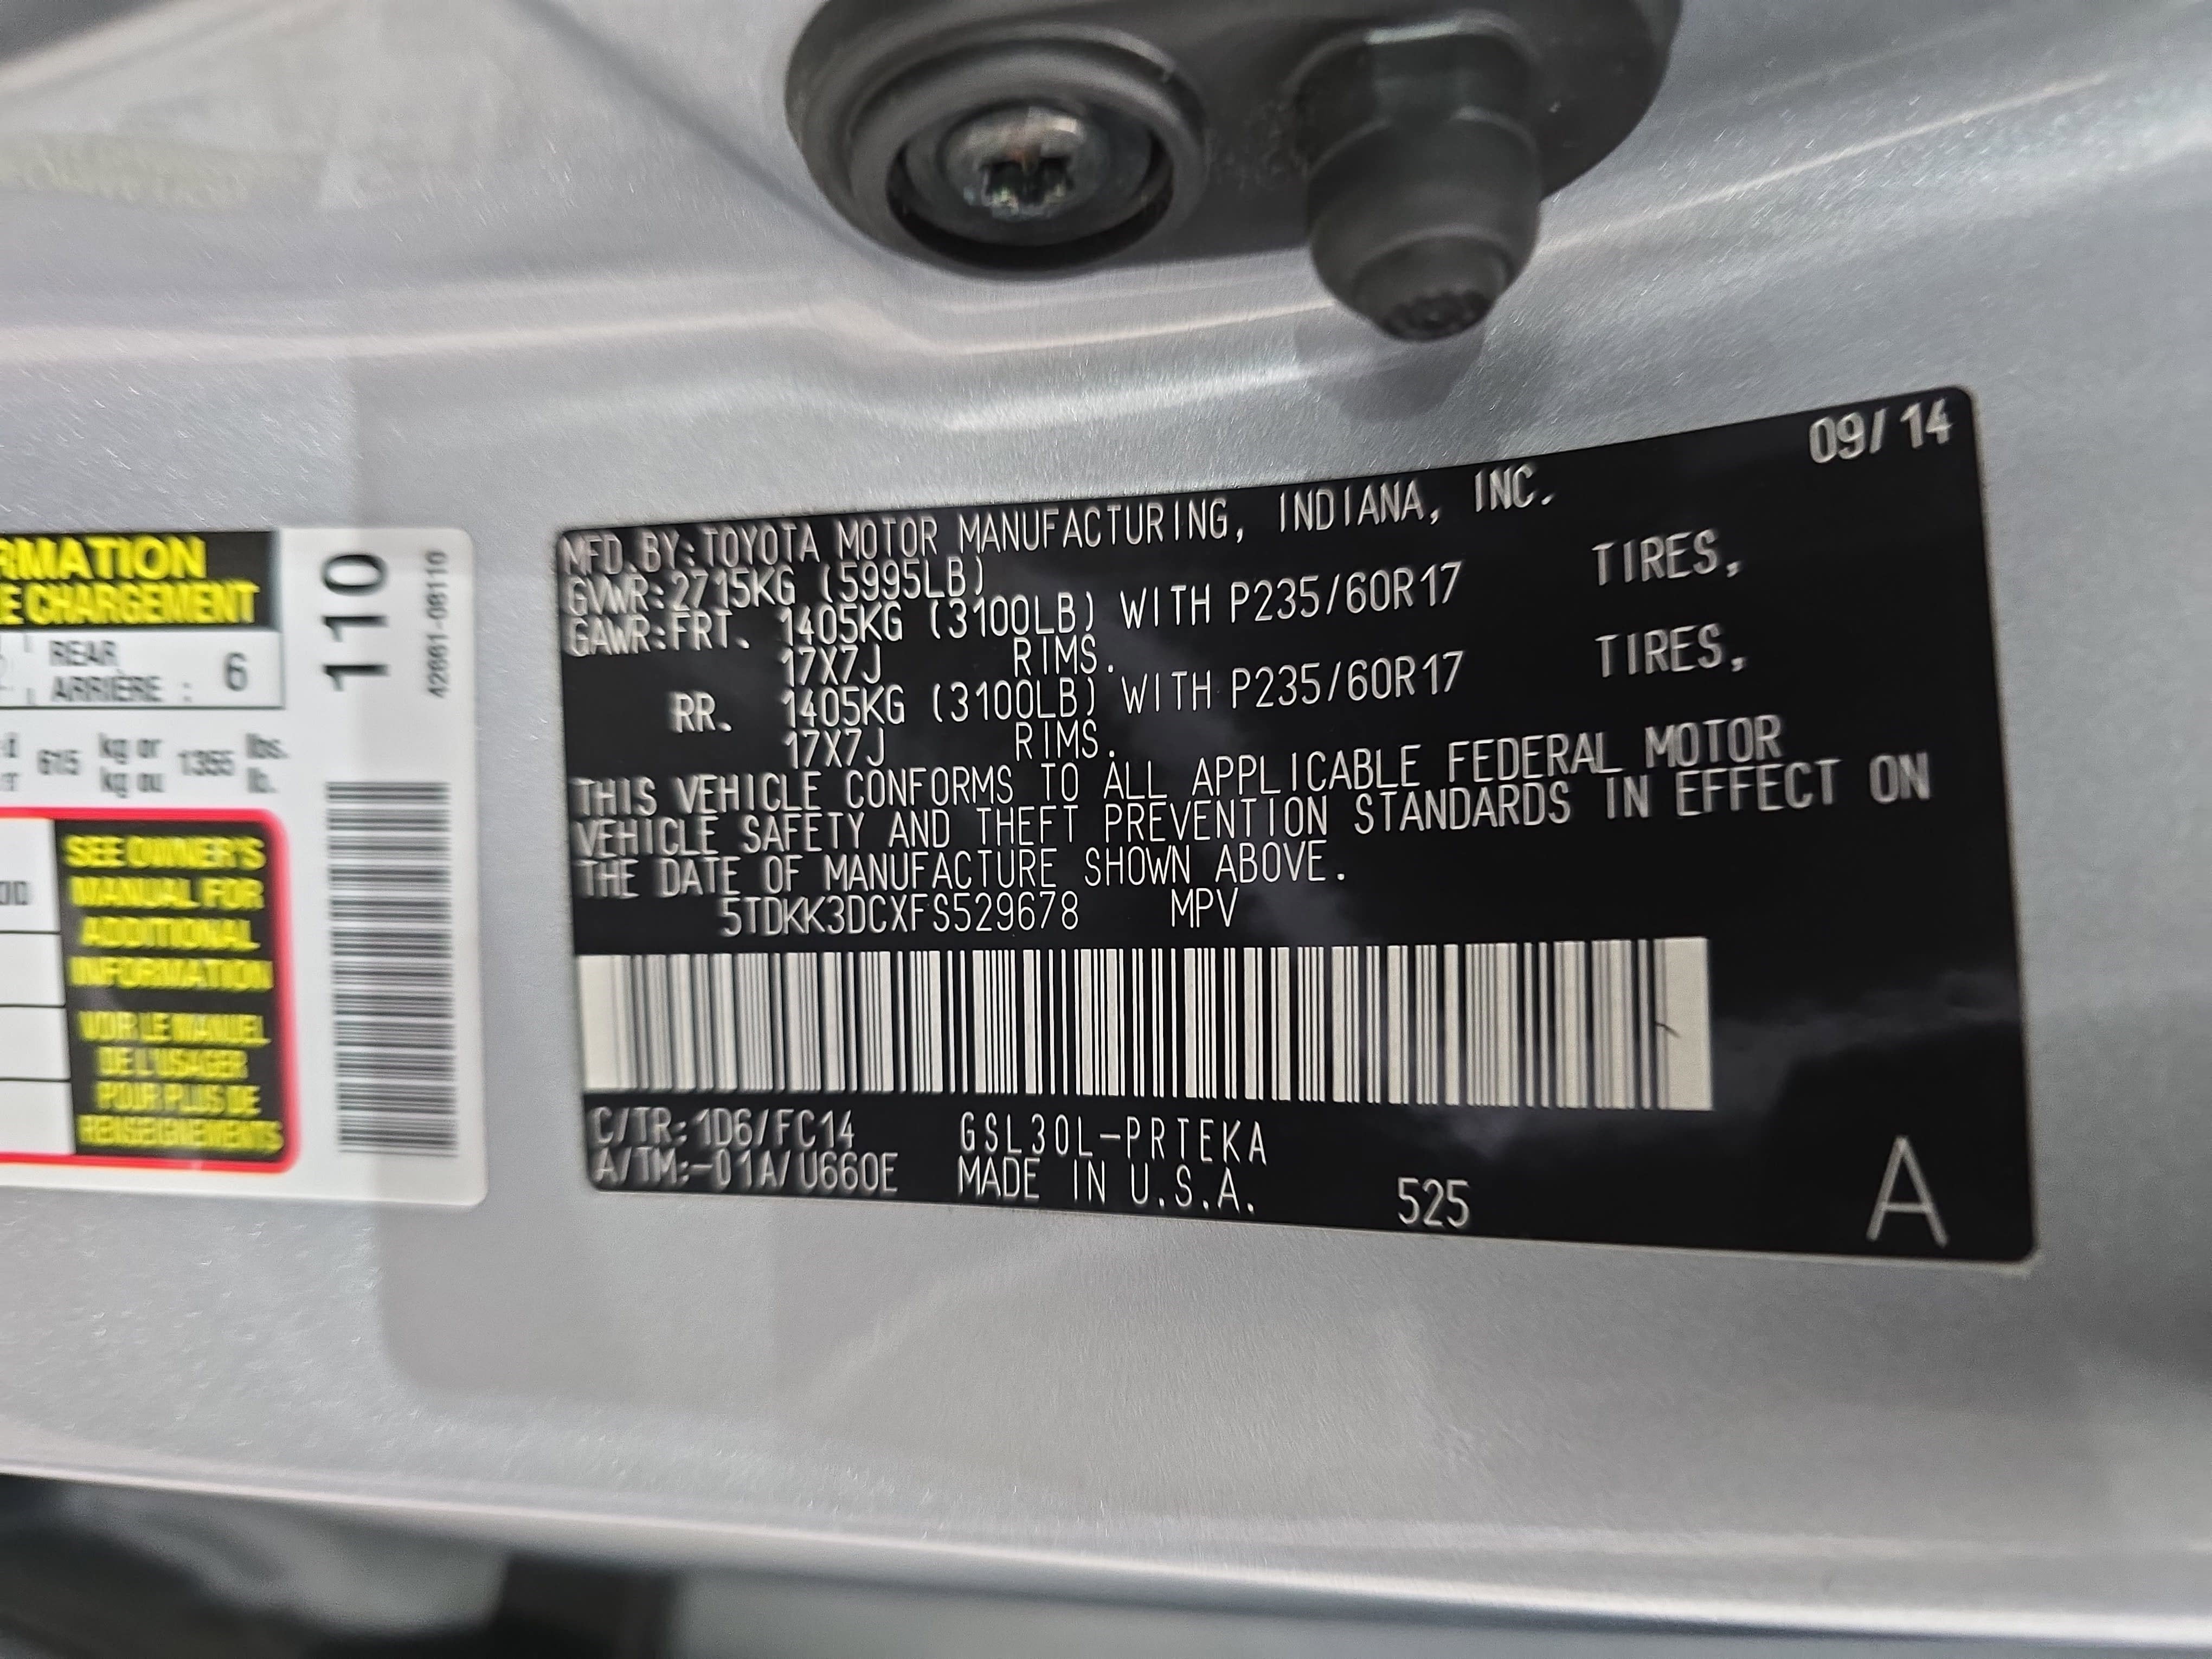 RMATION
E CHARGEMENT
REAR
ARRIÈRE : 6
615 kg or 1355 lbs.
kg ou lb.
SEE OWNER'S
MANUAL FOR
ADDITIONAL
INFORMATION
VOIR LE MANUEL
DE L'USAGER
POUR PLUS DE
RENSEIGNEMENTS
110
42661-08110
09/14
MFD.BY:TOYOTA MOTOR MANUFACTURING, INDIANA, INC.
GVWR:2715KG (5995LB)
GAWR:FRT. 1405KG (3100LB) WITH P235/60R17 TIRES,
17X7J RIMS.
RR. 1405KG (3100LB) WITH P235/60R17 TIRES,
17X7J RIMS.
THIS VEHICLE CONFORMS TO ALL APPLICABLE FEDERAL MOTOR
VEHICLE SAFETY AND THEFT PREVENTION STANDARDS IN EFFECT ON
THE DATE OF MANUFACTURE SHOWN ABOVE.
5TDKK3DCXFS529678 MPV
C/TR:1D6/FC14 GSL30L-PRTEKA
A/TM:-01A/U660E MADE IN U.S.A.
525
A